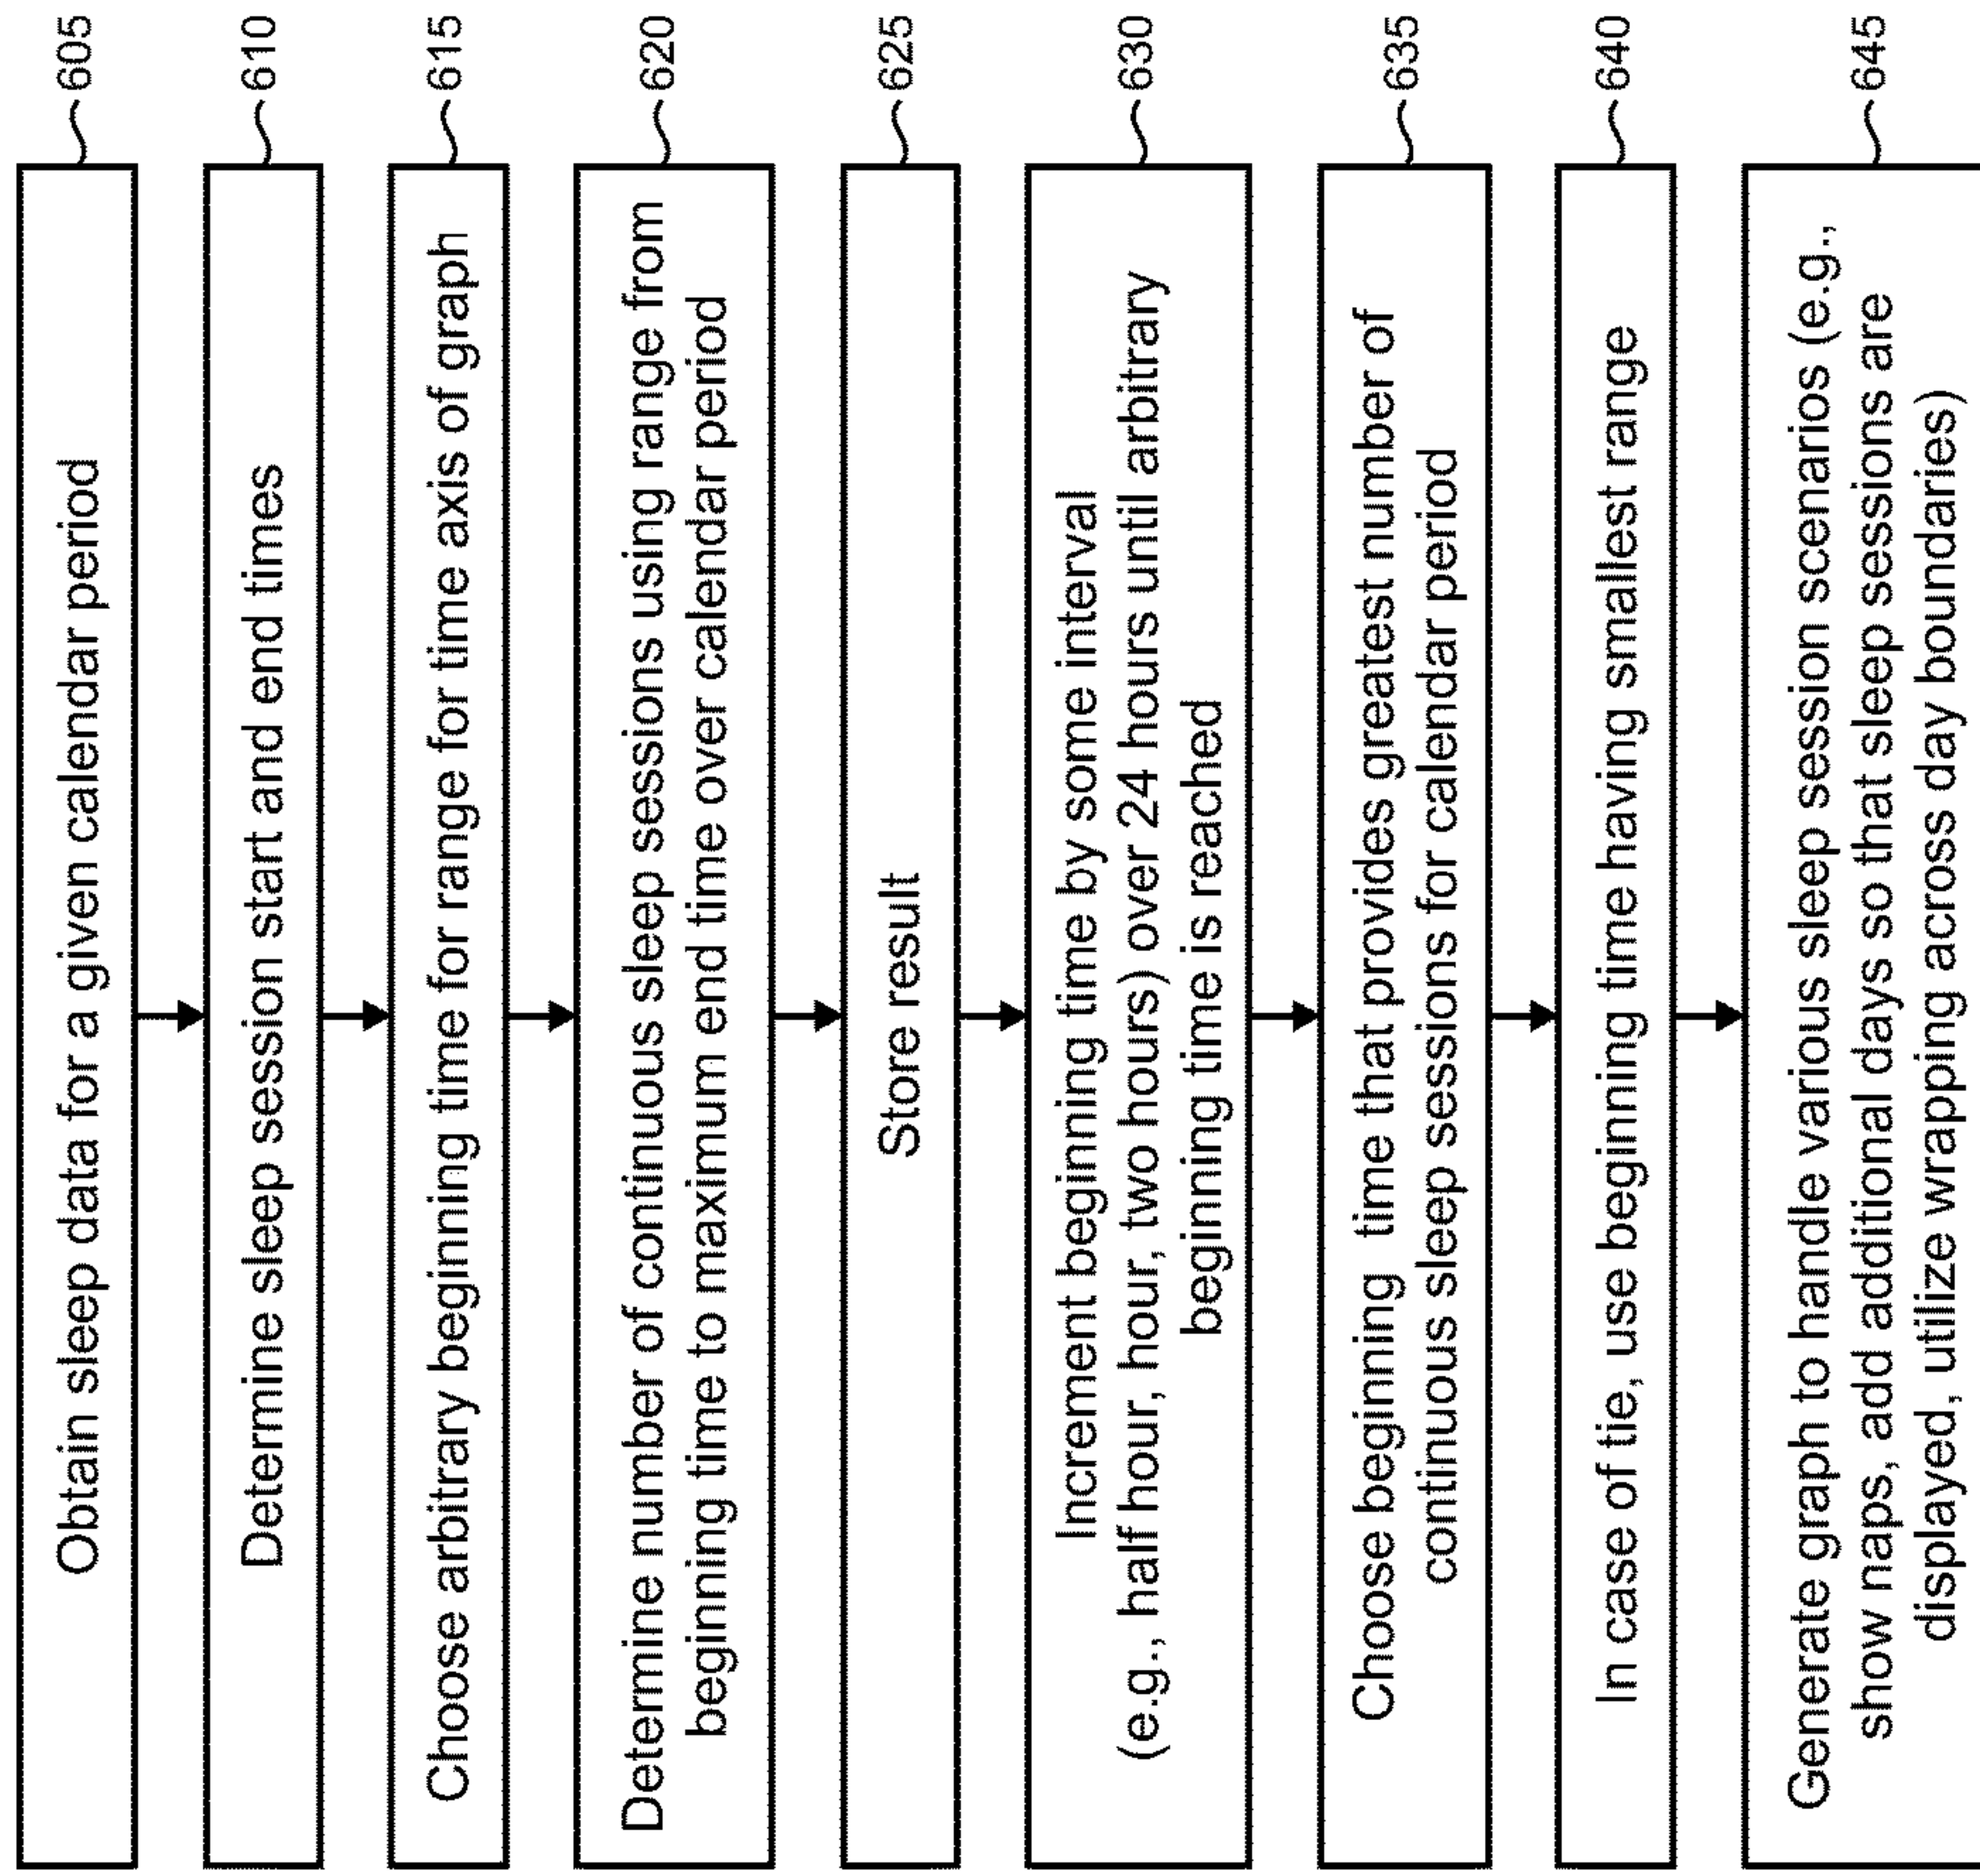 Obtain sleep data for a given calendar period
605
Determine sleep session start and end times
610
Choose arbitrary beginning time for range for time axis of graph
615
Determine number of continuous sleep sessions using range from
beginning time to maximum end time over calendar period
620
Store result
625
Increment beginning time by some interval
(e.g., half hour, hour, two hours) over 24 hours until arbitrary
beginning time is reached
630
Choose beginning time that provides greatest number of
continuous sleep sessions for calendar period
635
In case of tie, use beginning time having smallest range
640
Generate graph to handle various sleep session scenarios (e.g.,
show naps, add additional days so that sleep sessions are
displayed, utilize wrapping across day boundaries)
645